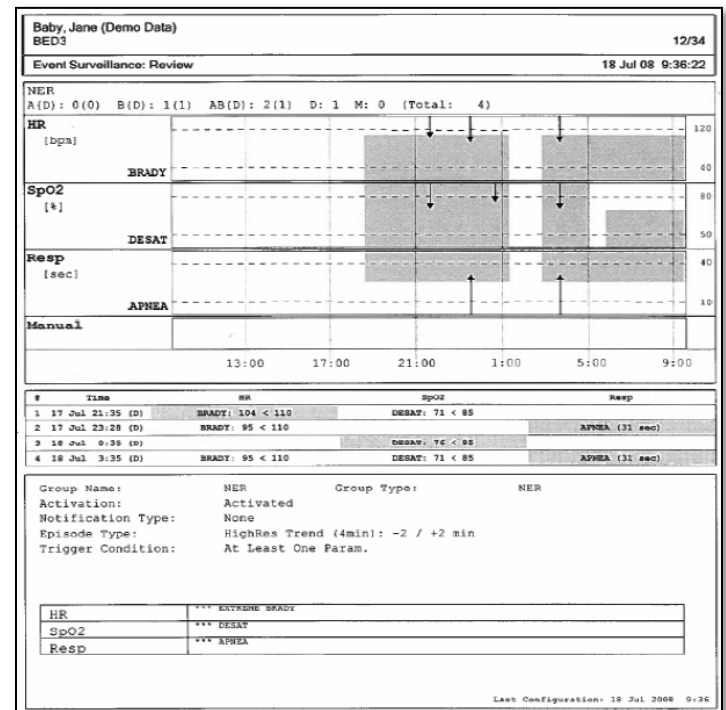 Baby, Jane (Demo Data)
BED3 12/34
Event Surveillance: Review 18 Jul 08 9:36:22
NER
A(D): 0(0) B(D): 1(1) AB(D): 2(1) D: 1 M: 0 (Total: 4)
HR 120
[bpm]
BRADY 40
SpO2 80
[%]
DESAT 50
Resp 40
[sec]
APNEA 10
Manual
13:00 17:00 21:00 1:00 5:00 9:00
# Time HR SpO2 Resp
1 17 Jul 21:35 (D) BRADY: 104 < 110 DESAT: 71 < 85
2 17 Jul 23:28 (D) BRADY: 95 < 110 APNEA (31 sec)
3 18 Jul 0:35 (D) DESAT: 76 < 85
4 18 Jul 3:35 (D) BRADY: 95 < 110 DESAT: 71 < 85 APNEA (31 sec)
Group Name: NER Group Type: NER
Activation: Activated
Notification Type: None
Episode Type: HighRes Trend (4min): -2 / +2 min
Trigger Condition: At Least One Param.
HR *** EXTREME BRADY
SpO2 *** DESAT
Resp *** APNEA
Last Configuration: 18 Jul 2008 9:36